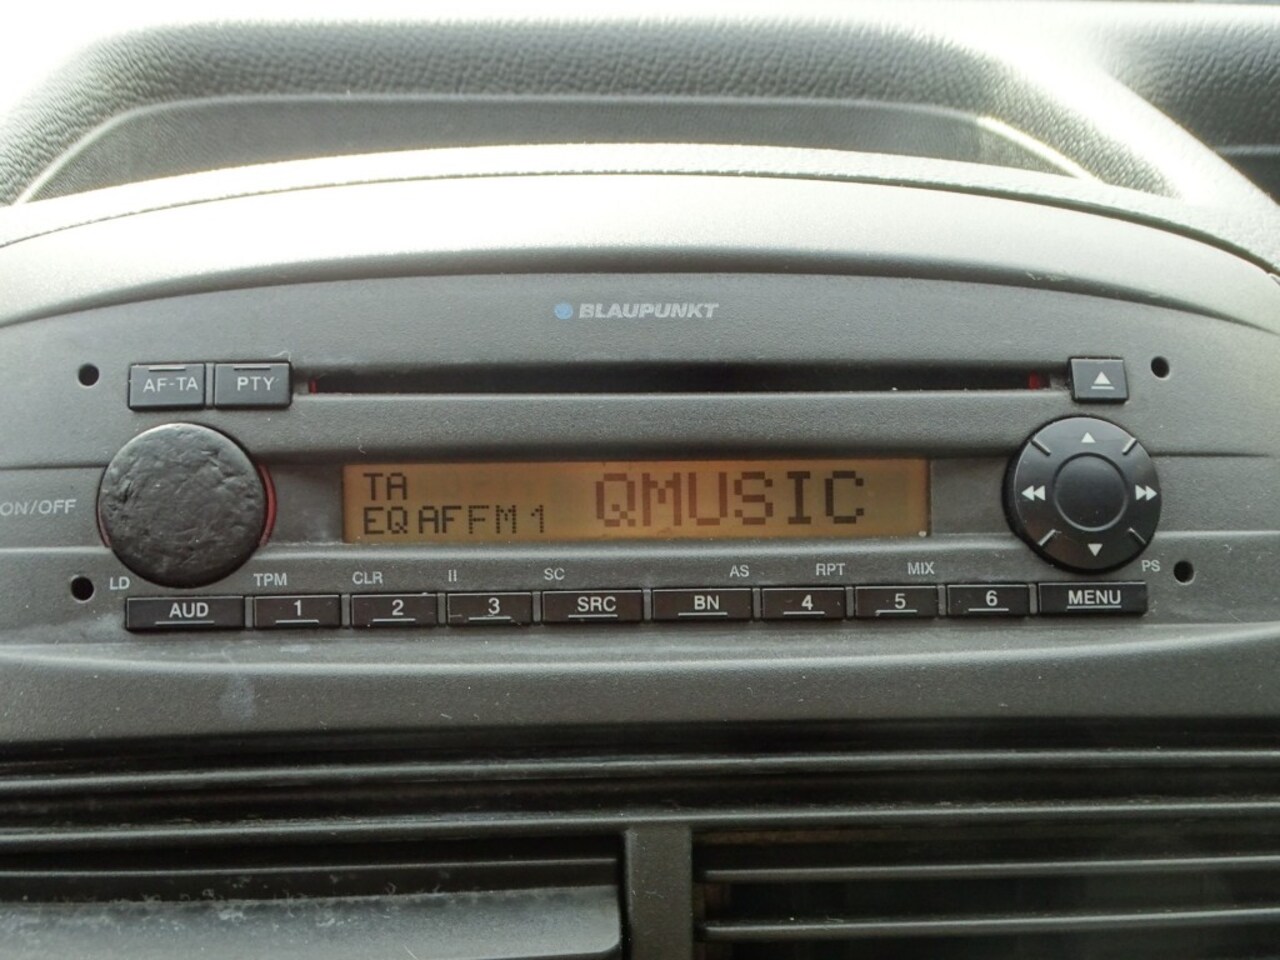 BLAUPUNKT
AF-TA PTY
ON/OFF
TA
EQ AF FM 1
QMUSIC
LD TPM CLR II SC AS RPT MIX PS
AUD 1 2 3 SRC BN 4 5 6 MENU